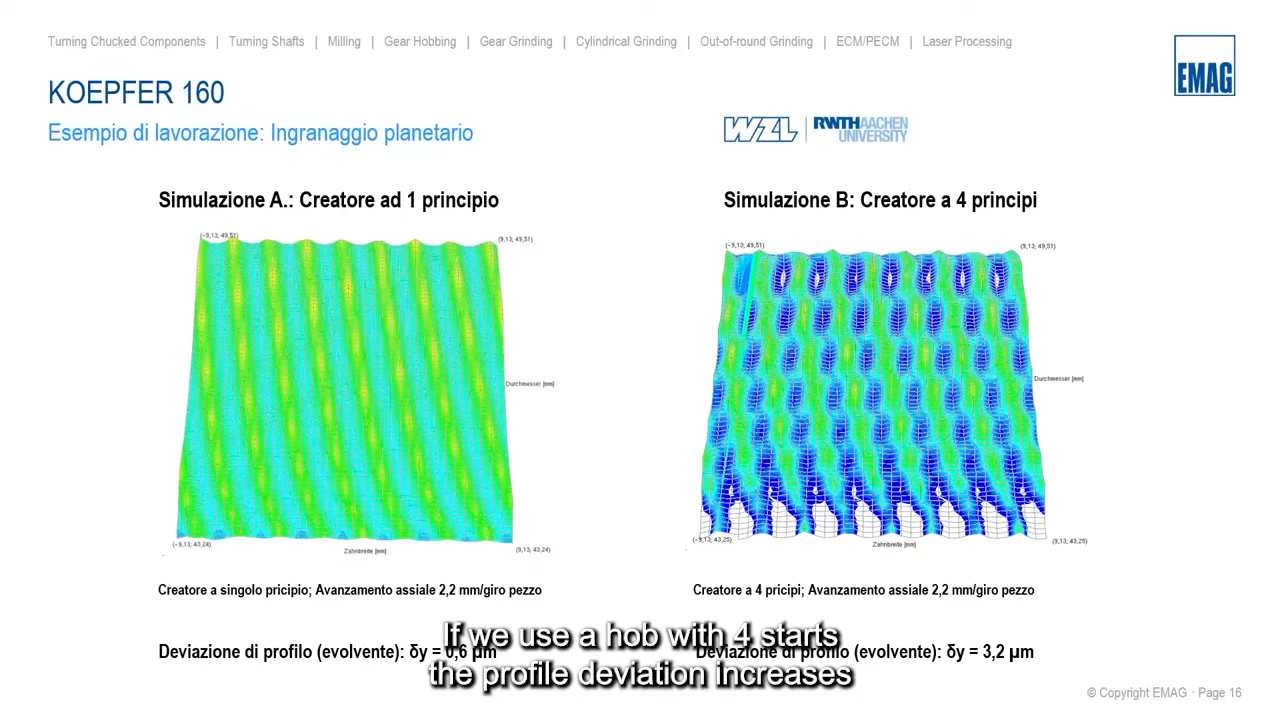 Turning Chucked Components | Turning Shafts | Milling | Gear Hobbing | Gear Grinding | Cylindrical Grinding | Out-of-round Grinding | ECM/PECM | Laser Processing
EMAG
KOEPFER 160
Esempio di lavorazione: Ingranaggio planetario
WZL | RWTHAACHEN
UNIVERSITY
Simulazione A.: Creatore ad 1 principio
(−9,13; 49,51)
(9,13; 49,51)
Durchmesser [mm]
(−9,13; 43,24)
Zahnbreite [mm]
(9,13; 43,24)
Creatore a singolo pricipio; Avanzamento assiale 2,2 mm/giro pezzo
Deviazione di profilo (evolvente): δy = 0,6 µm
Simulazione B: Creatore a 4 principi
(−9,13; 49,51)
(9,13; 49,51)
Durchmesser [mm]
(−9,13; 43,25)
Zahnbreite [mm]
(9,13; 43,25)
Creatore a 4 pricipi; Avanzamento assiale 2,2 mm/giro pezzo
Deviazione di profilo (evolvente): δy = 3,2 µm
If we use a hob with 4 starts
the profile deviation increases
© Copyright EMAG · Page 16